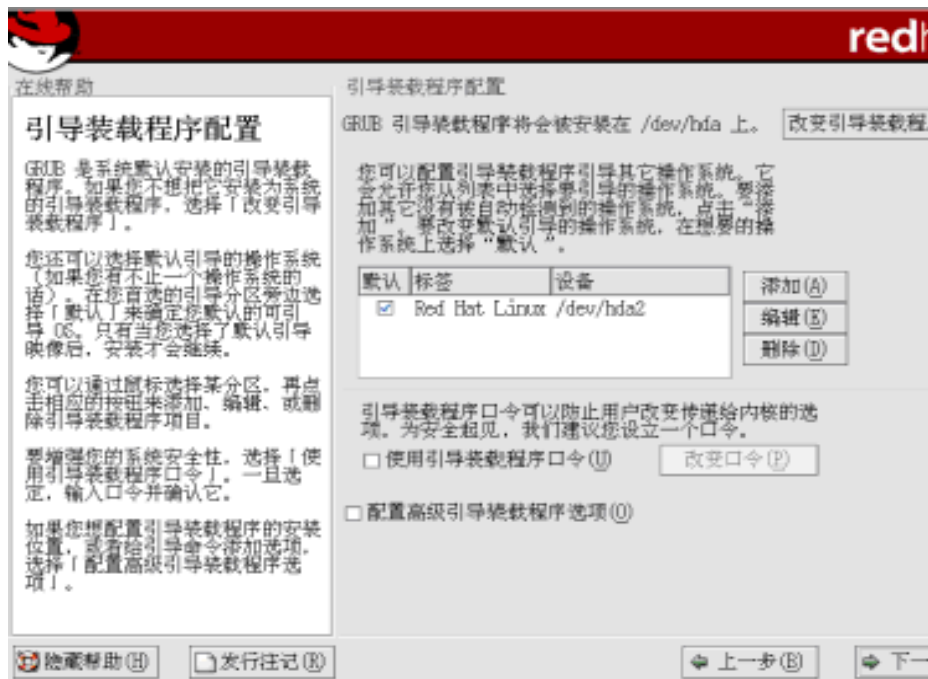 redh
在线帮助
引导装载程序配置
GRUB 是系统默认安装的引导装载
程序。如果您不想把它安装为系统
的引导装载程序，选择「改变引导
装载程序」。
您还可以选择默认引导的操作系统
（如果您有不止一个操作系统的
话）。在您首选的引导分区旁边选
择「默认」来确定您默认的可引
导 OS。只有当您选择了默认引导
映像后，安装才会继续。
您可以通过鼠标选择某分区，再点
击相应的按钮来添加、编辑、或删
除引导装载程序项目。
要增强您的系统安全性，选择「使
用引导装载程序口令」。一旦选
定，输入口令并确认它。
如果您想配置引导装载程序的安装
位置，或者给引导命令添加选项，
选择「配置高级引导装载程序选
项」。
引导装载程序配置
GRUB 引导装载程序将会被安装在 /dev/hda 上。 改变引导装载程
您可以配置引导装载程序引导其它操作系统。它
会允许您从列表中选择要引导的操作系统。要添
加其它没有被自动检测到的操作系统，点击“添
加”。要改变默认引导的操作系统，在想要的操
作系统上选择“默认”。
默认 标签 设备
Red Hat Linux /dev/hda2
添加(A)
编辑(E)
删除(D)
引导装载程序口令可以防止用户改变传递给内核的选
项。为安全起见，我们建议您设立一个口令。
使用引导装载程序口令(U) 改变口令(P)
配置高级引导装载程序选项(O)
隐藏帮助(H) 发行注记(R) 上一步(B) 下一